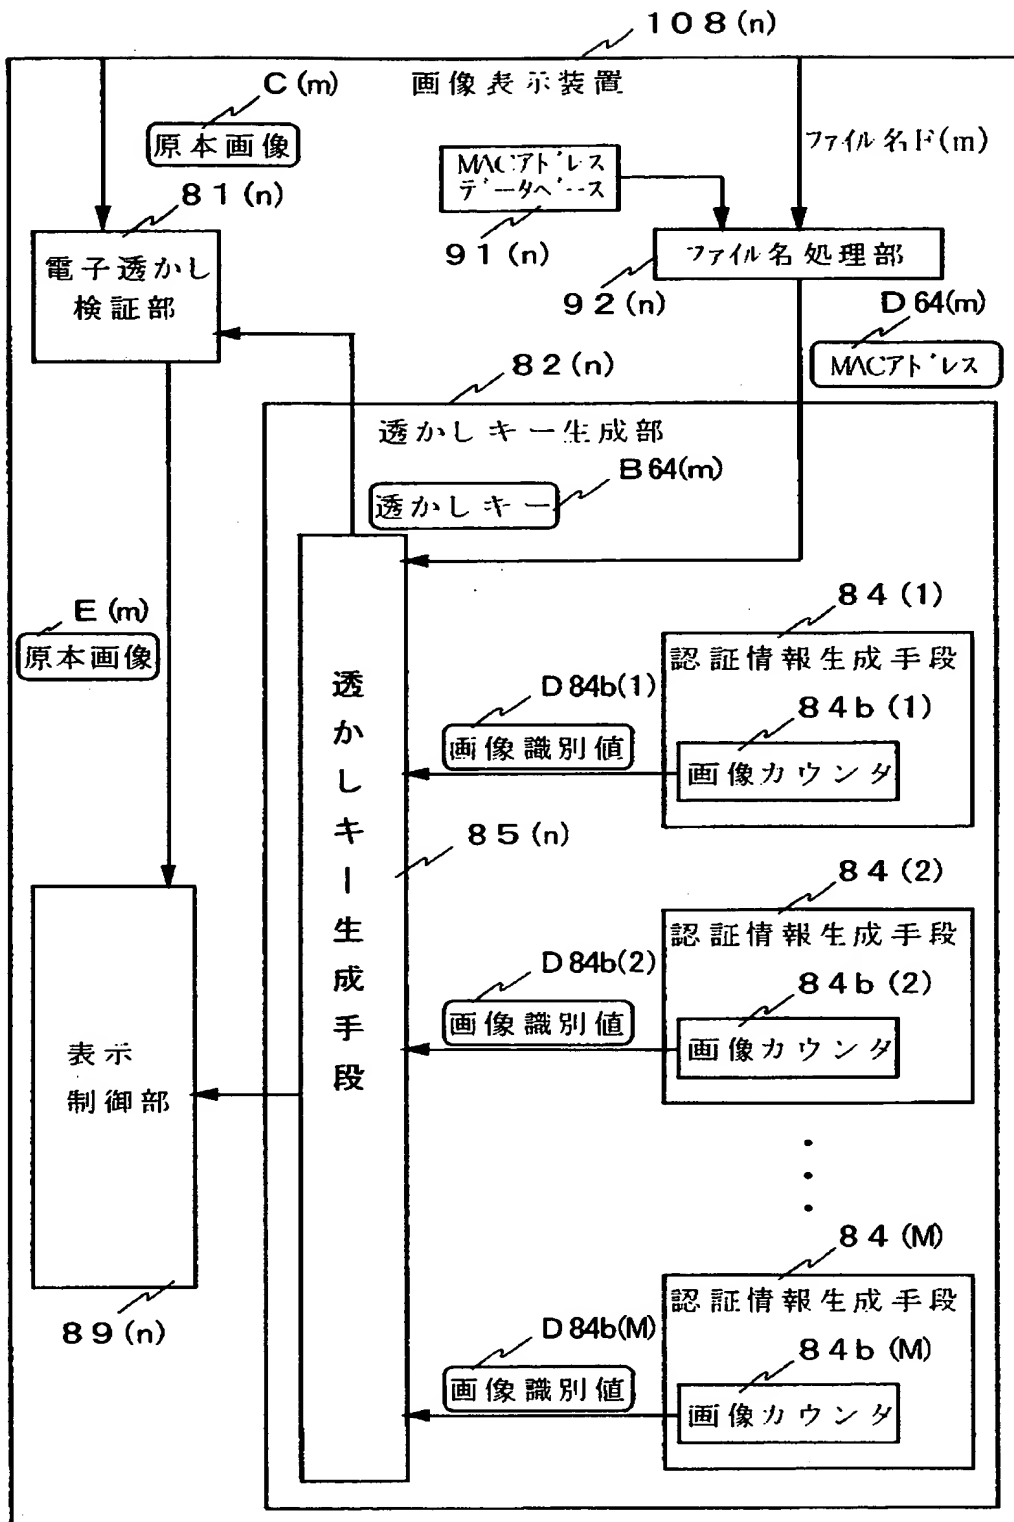 108(n)
画像表示装置
C(m)
原本画像
ファイル名F(m)
MACアドレス
データベース
81(n)
91(n)
電子透かし
検証部
ファイル名処理部
92(n)
D64(m)
MACアドレス
82(n)
透かしキー生成部
B64(m)
透かしキー
E(m)
原本画像
84(1)
認証情報生成手段
D84b(1)
84b(1)
画像識別値
画像カウンタ
透かしキー生成手段
85(n)
84(2)
認証情報生成手段
D84b(2)
84b(2)
画像識別値
画像カウンタ
表示
制御部
84(M)
認証情報生成手段
89(n)
D84b(M)
84b(M)
画像識別値
画像カウンタ